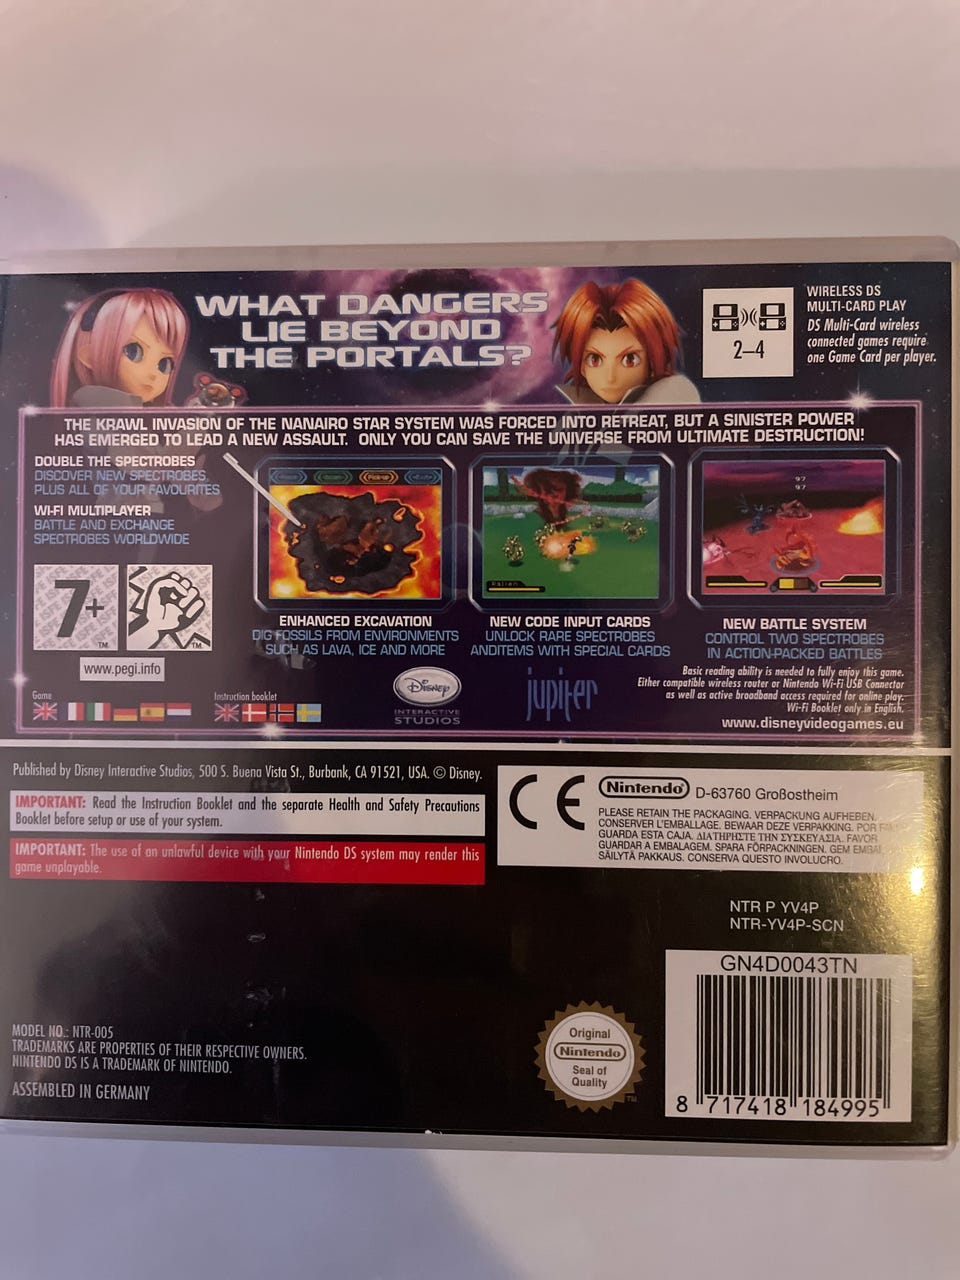 WHAT DANGERS
LIE BEYOND
THE PORTALS?
2–4
WIRELESS DS
MULTI-CARD PLAY
DS Multi-Card wireless
connected games require
one Game Card per player.
THE KRAWL INVASION OF THE NANAIRO STAR SYSTEM WAS FORCED INTO RETREAT, BUT A SINISTER POWER
HAS EMERGED TO LEAD A NEW ASSAULT. ONLY YOU CAN SAVE THE UNIVERSE FROM ULTIMATE DESTRUCTION!
DOUBLE THE SPECTROBES
DISCOVER NEW SPECTROBES,
PLUS ALL OF YOUR FAVOURITES
WI-FI MULTIPLAYER
BATTLE AND EXCHANGE
SPECTROBES WORLDWIDE
7+
TM
TM
www.pegi.info
97
97
ENHANCED EXCAVATION
DIG FOSSILS FROM ENVIRONMENTS
SUCH AS LAVA, ICE AND MORE
NEW CODE INPUT CARDS
UNLOCK RARE SPECTROBES
ANDITEMS WITH SPECIAL CARDS
NEW BATTLE SYSTEM
CONTROL TWO SPECTROBES
IN ACTION-PACKED BATTLES
Game
Instruction booklet
Disney
INTERACTIVE
STUDIOS
jupiter
Basic reading ability is needed to fully enjoy this game.
Either compatible wireless router or Nintendo Wi-Fi USB Connector
as well as active broadband access required for online play.
Wi-Fi Booklet only in English.
www.disneyvideogames.eu
Published by Disney Interactive Studios, 500 S. Buena Vista St., Burbank, CA 91521, USA. © Disney.
IMPORTANT: Read the Instruction Booklet and the separate Health and Safety Precautions
Booklet before setup or use of your system.
IMPORTANT: The use of an unlawful device with your Nintendo DS system may render this
game unplayable.
CE
Nintendo D-63760 Großostheim
PLEASE RETAIN THE PACKAGING. VERPACKUNG AUFHEBEN.
CONSERVER L'EMBALLAGE. BEWAAR DEZE VERPAKKING. POR
GUARDA ESTA CAJA. ΔΙΑΤΗΡΗΣΤΕ ΤΗΝ ΣΥΣΚΕΥΑΣΙΑ. FAVOR
GUARDAR A EMBALAGEM. SPARA FÖRPACKNINGEN. GEM
SÄILYTÄ PAKKAUS. CONSERVA QUESTO INVOLUCRO.
NTR P YV4P
NTR-YV4P-SCN
GN4D0043TN
8 717418 184995
Original
Nintendo
Seal of
Quality
TM
MODEL NO.: NTR-005
TRADEMARKS ARE PROPERTIES OF THEIR RESPECTIVE OWNERS.
NINTENDO DS IS A TRADEMARK OF NINTENDO.
ASSEMBLED IN GERMANY